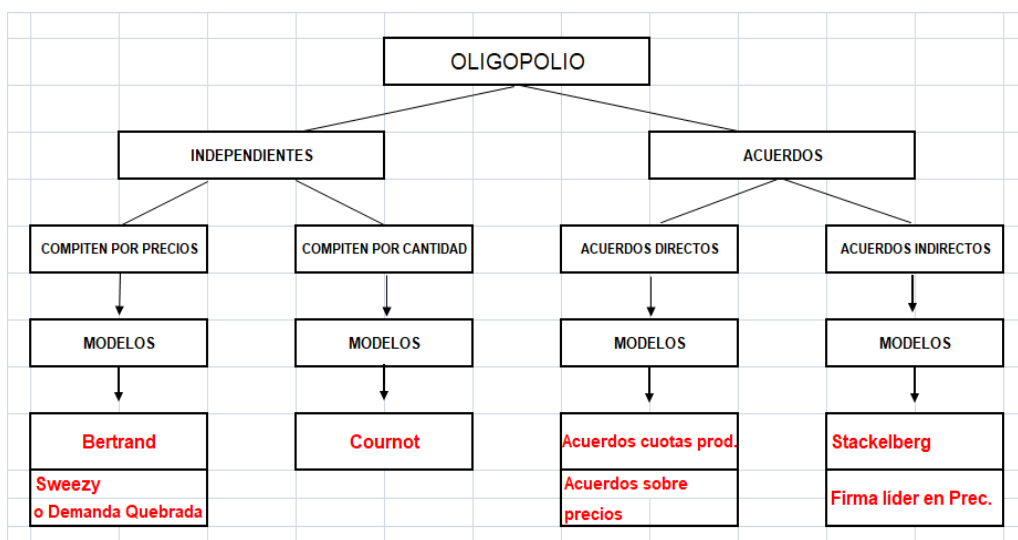 OLIGOPOLIO
INDEPENDIENTES
ACUERDOS
COMPITEN POR PRECIOS
COMPITEN POR CANTIDAD
ACUERDOS DIRECTOS
ACUERDOS INDIRECTOS
MODELOS
MODELOS
MODELOS
MODELOS
Bertrand
Cournot
Acuerdos cuotas prod.
Stackelberg
Sweezy
o Demanda Quebrada
Acuerdos sobre
precios
Firma líder en Prec.